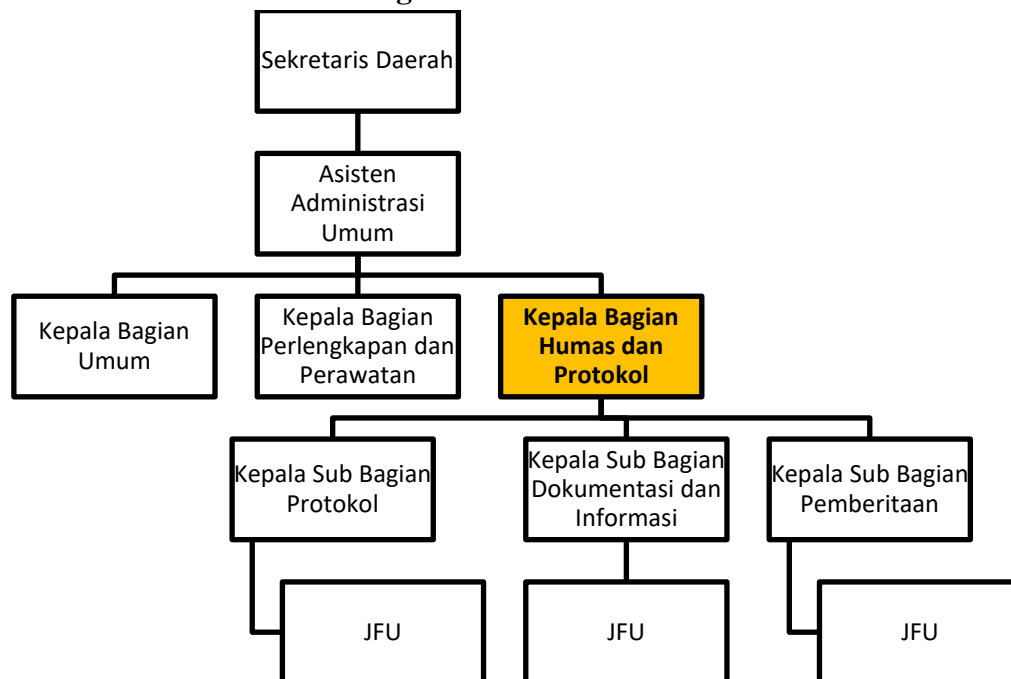 Sekretaris Daerah
Asisten
Administrasi
Umum
Kepala Bagian
Umum
Kepala Bagian
Perlengkapan dan
Perawatan
Kepala Bagian
Humas dan
Protokol
Kepala Sub Bagian
Protokol
Kepala Sub Bagian
Dokumentasi dan
Informasi
Kepala Sub Bagian
Pemberitaan
JFU
JFU
JFU